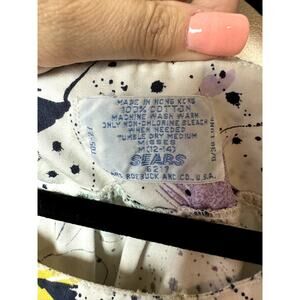 MADE IN HONG KONG
100% COTTON
MACHINE WASH WARM
ONLY NON-CHLORINE BLEACH
WHEN NEEDED
TUMBLE DRY MEDIUM
MISSES
M(12-14)
SEARS
6217
ROEBUCK AND CO., U.S.A.